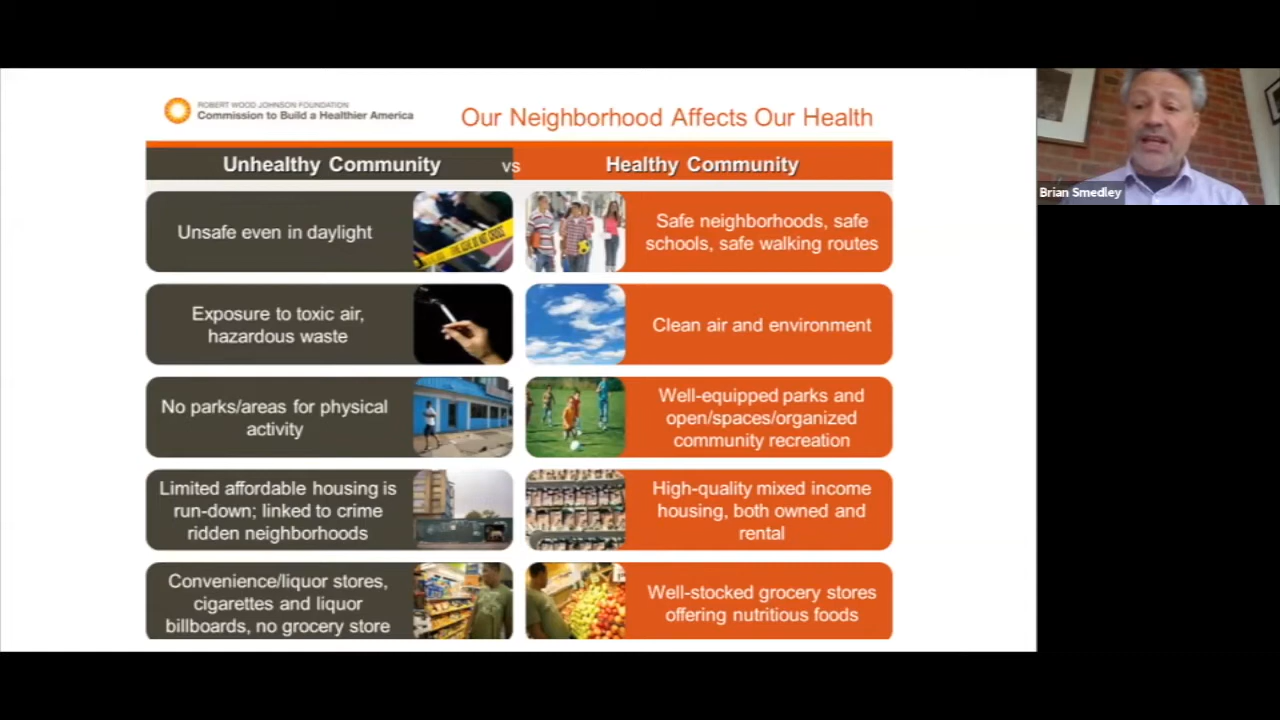 ROBERT WOOD JOHNSON FOUNDATION
Commission to Build a Healthier America
Our Neighborhood Affects Our Health
Unhealthy Community
vs
Healthy Community
Unsafe even in daylight
Safe neighborhoods, safe
schools, safe walking routes
Exposure to toxic air,
hazardous waste
Clean air and environment
No parks/areas for physical
activity
Well-equipped parks and
open/spaces/organized
community recreation
Limited affordable housing is
run-down; linked to crime
ridden neighborhoods
High-quality mixed income
housing, both owned and
rental
Convenience/liquor stores,
cigarettes and liquor
billboards, no grocery store
Well-stocked grocery stores
offering nutritious foods
Brian Smedley